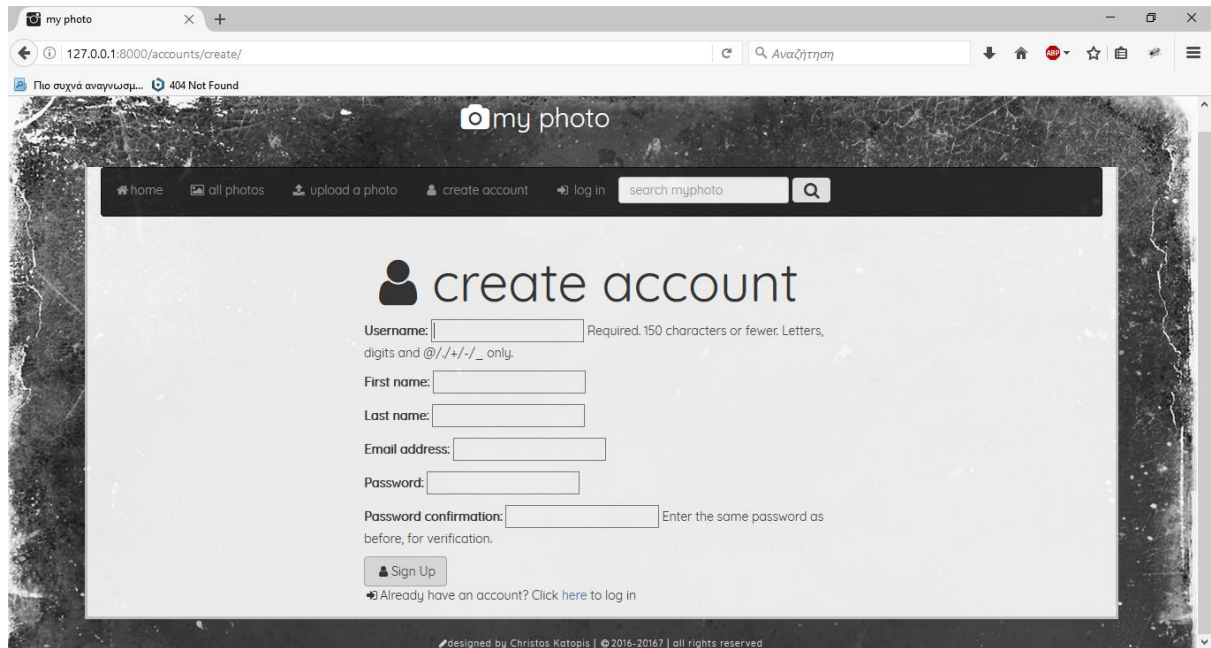 my photo
127.0.0.1:8000/accounts/create/
Αναζήτηση
ABP
Πιο συχνά αναγνωσμ... 404 Not Found
my photo
home all photos upload a photo create account log in search myphoto
create account
Username: Required. 150 characters or fewer. Letters,
digits and @/./+/-/_ only.
First name:
Last name:
Email address:
Password:
Password confirmation: Enter the same password as
before, for verification.
Sign Up
Already have an account? Click here to log in
designed by Christos Katopis | © 2016-20167 | all rights reserved